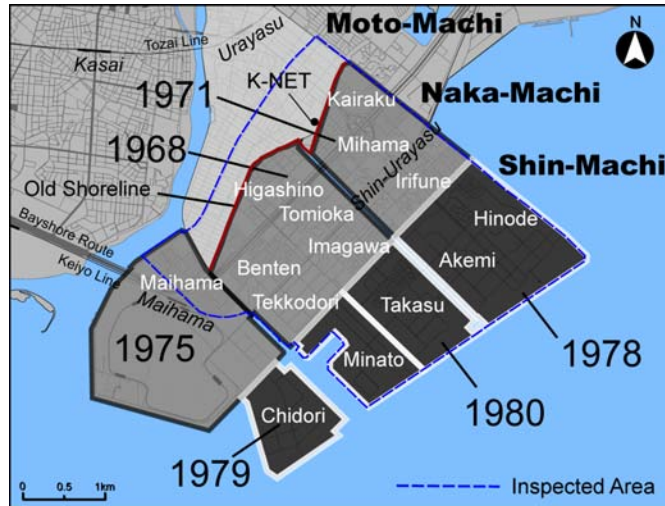 Moto-Machi
N
Tozai Line
Urayasu
Kasai
K-NET
Naka-Machi
1971
Kairaku
Mihama
1968
Shin-Urayasu
Shin-Machi
Old Shoreline
Higashino
Irifune
Tomioka
Hinode
Bayshore Route
Imagawa
Akemi
Keiyo Line
Benten
Maihama
Tekkodori
Takasu
Maihama
1975
Minato
1978
1980
Chidori
1979
0 0.5 1km
Inspected Area